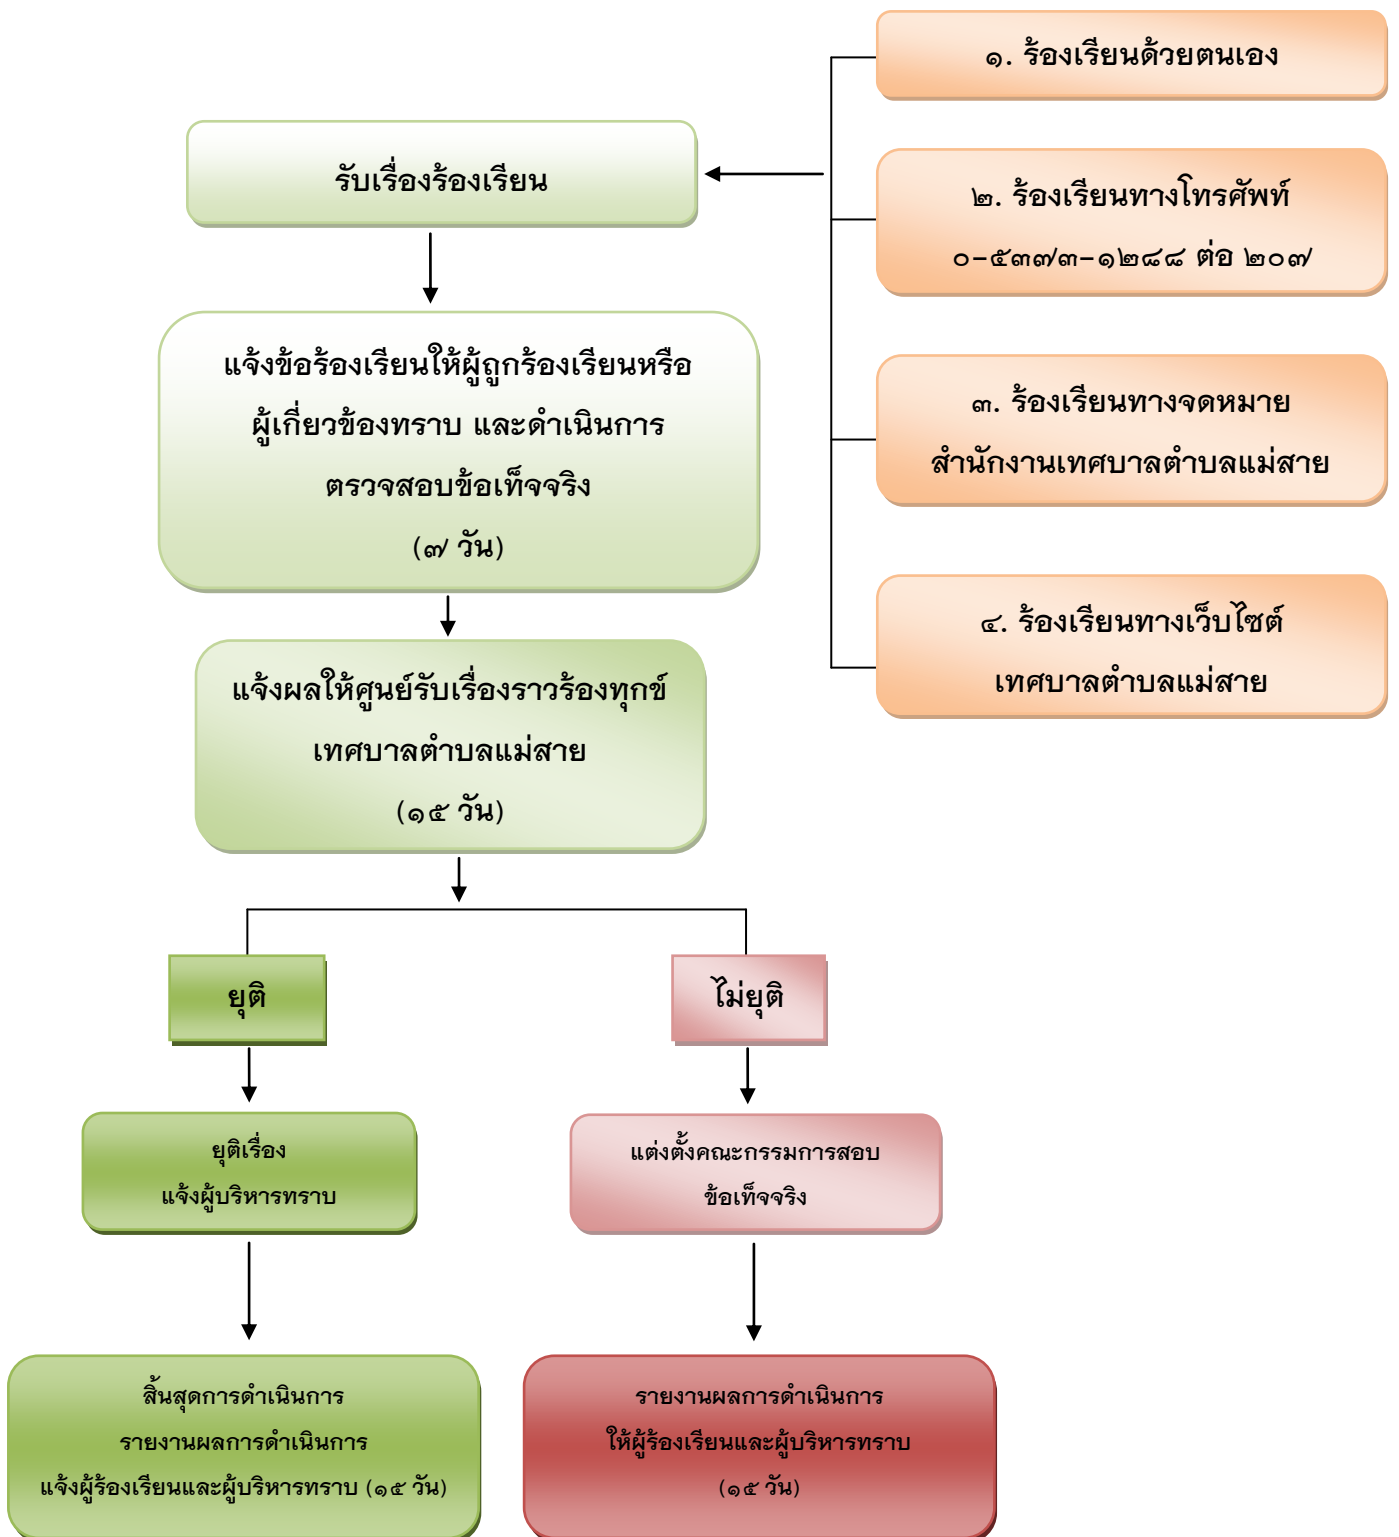 ๑. ร้องเรียนด้วยตนเอง
รับเรื่องร้องเรียน
๒. ร้องเรียนทางโทรศัพท์
๐-๕๓๗๓-๑๒๘๘ ต่อ ๒๐๗
แจ้งข้อร้องเรียนให้ผู้ถูกร้องเรียนหรือ
ผู้เกี่ยวข้องทราบ และดำเนินการ
ตรวจสอบข้อเท็จจริง
(๗ วัน)
๓. ร้องเรียนทางจดหมาย
สำนักงานเทศบาลตำบลแม่สาย
๔. ร้องเรียนทางเว็บไซต์
เทศบาลตำบลแม่สาย
แจ้งผลให้ศูนย์รับเรื่องราวร้องทุกข์
เทศบาลตำบลแม่สาย
(๑๕ วัน)
ยุติ
ไม่ยุติ
ยุติเรื่อง
แจ้งผู้บริหารทราบ
แต่งตั้งคณะกรรมการสอบ
ข้อเท็จจริง
สิ้นสุดการดำเนินการ
รายงานผลการดำเนินการ
แจ้งผู้ร้องเรียนและผู้บริหารทราบ (๑๕ วัน)
รายงานผลการดำเนินการ
ให้ผู้ร้องเรียนและผู้บริหารทราบ
(๑๕ วัน)